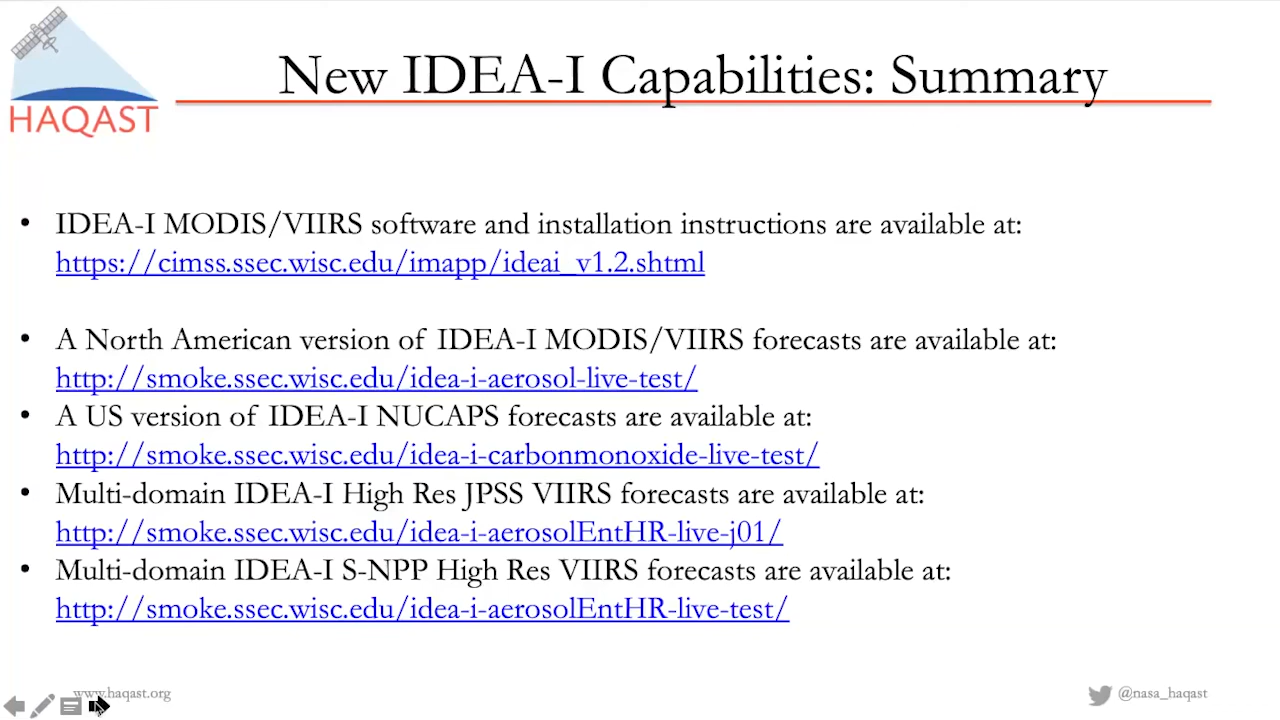 HAQAST
New IDEA-I Capabilities: Summary
• IDEA-I MODIS/VIIRS software and installation instructions are available at:
https://cimss.ssec.wisc.edu/imapp/ideai_v1.2.shtml
• A North American version of IDEA-I MODIS/VIIRS forecasts are available at:
http://smoke.ssec.wisc.edu/idea-i-aerosol-live-test/
• A US version of IDEA-I NUCAPS forecasts are available at:
http://smoke.ssec.wisc.edu/idea-i-carbonmonoxide-live-test/
• Multi-domain IDEA-I High Res JPSS VIIRS forecasts are available at:
http://smoke.ssec.wisc.edu/idea-i-aerosolEntHR-live-j01/
• Multi-domain IDEA-I S-NPP High Res VIIRS forecasts are available at:
http://smoke.ssec.wisc.edu/idea-i-aerosolEntHR-live-test/
www.haqast.org
@nasa_haqast